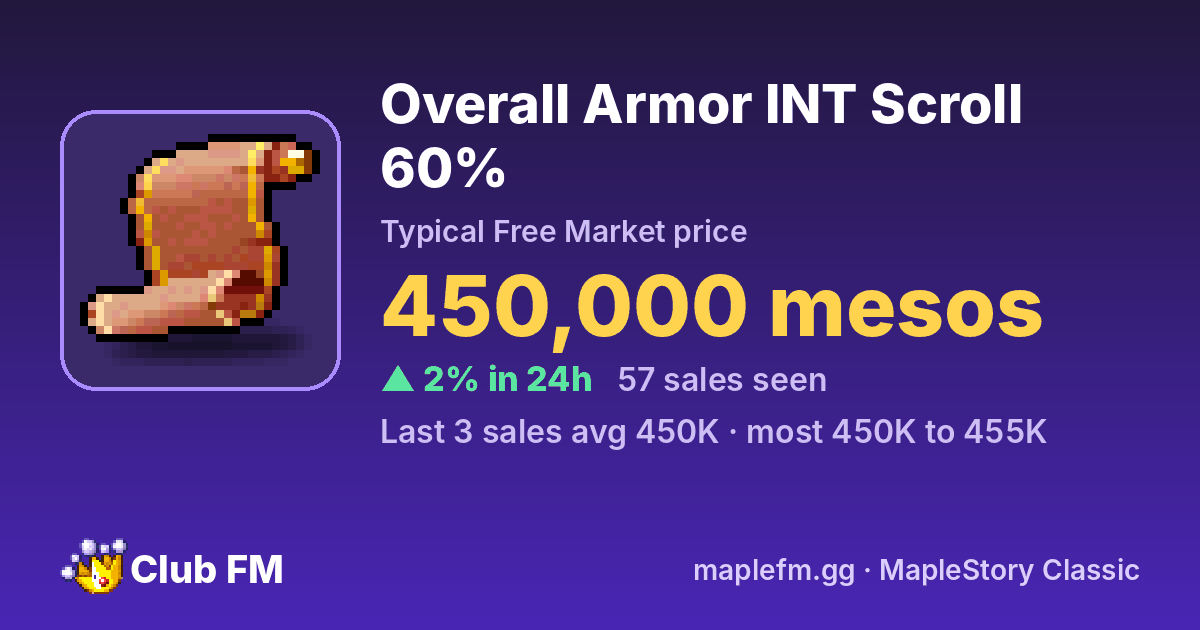 Overall Armor INT Scroll
60%
Typical Free Market price
450,000 mesos
▲ 2% in 24h 57 sales seen
Last 3 sales avg 450K · most 450K to 455K
Club FM
maplefm.gg · MapleStory Classic